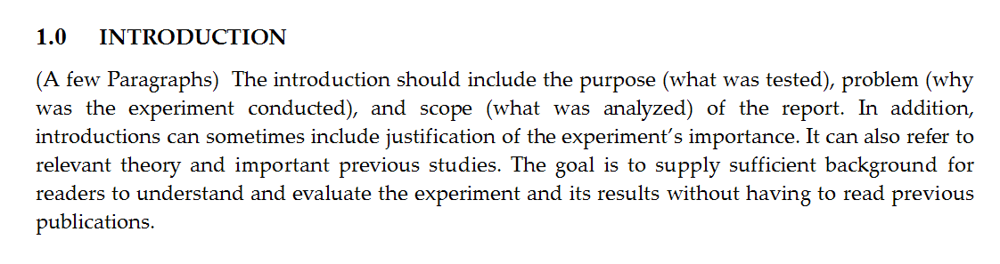 1.0 INTRODUCTION
(A few Paragraphs) The introduction should include the purpose (what was tested), problem (why
was the experiment conducted), and scope (what was analyzed) of the report. In addition,
introductions can sometimes include justification of the experiment's importance. It can also refer to
relevant theory and important previous studies. The goal is to supply sufficient background for
readers to understand and evaluate the experiment and its results without having to read previous
publications.